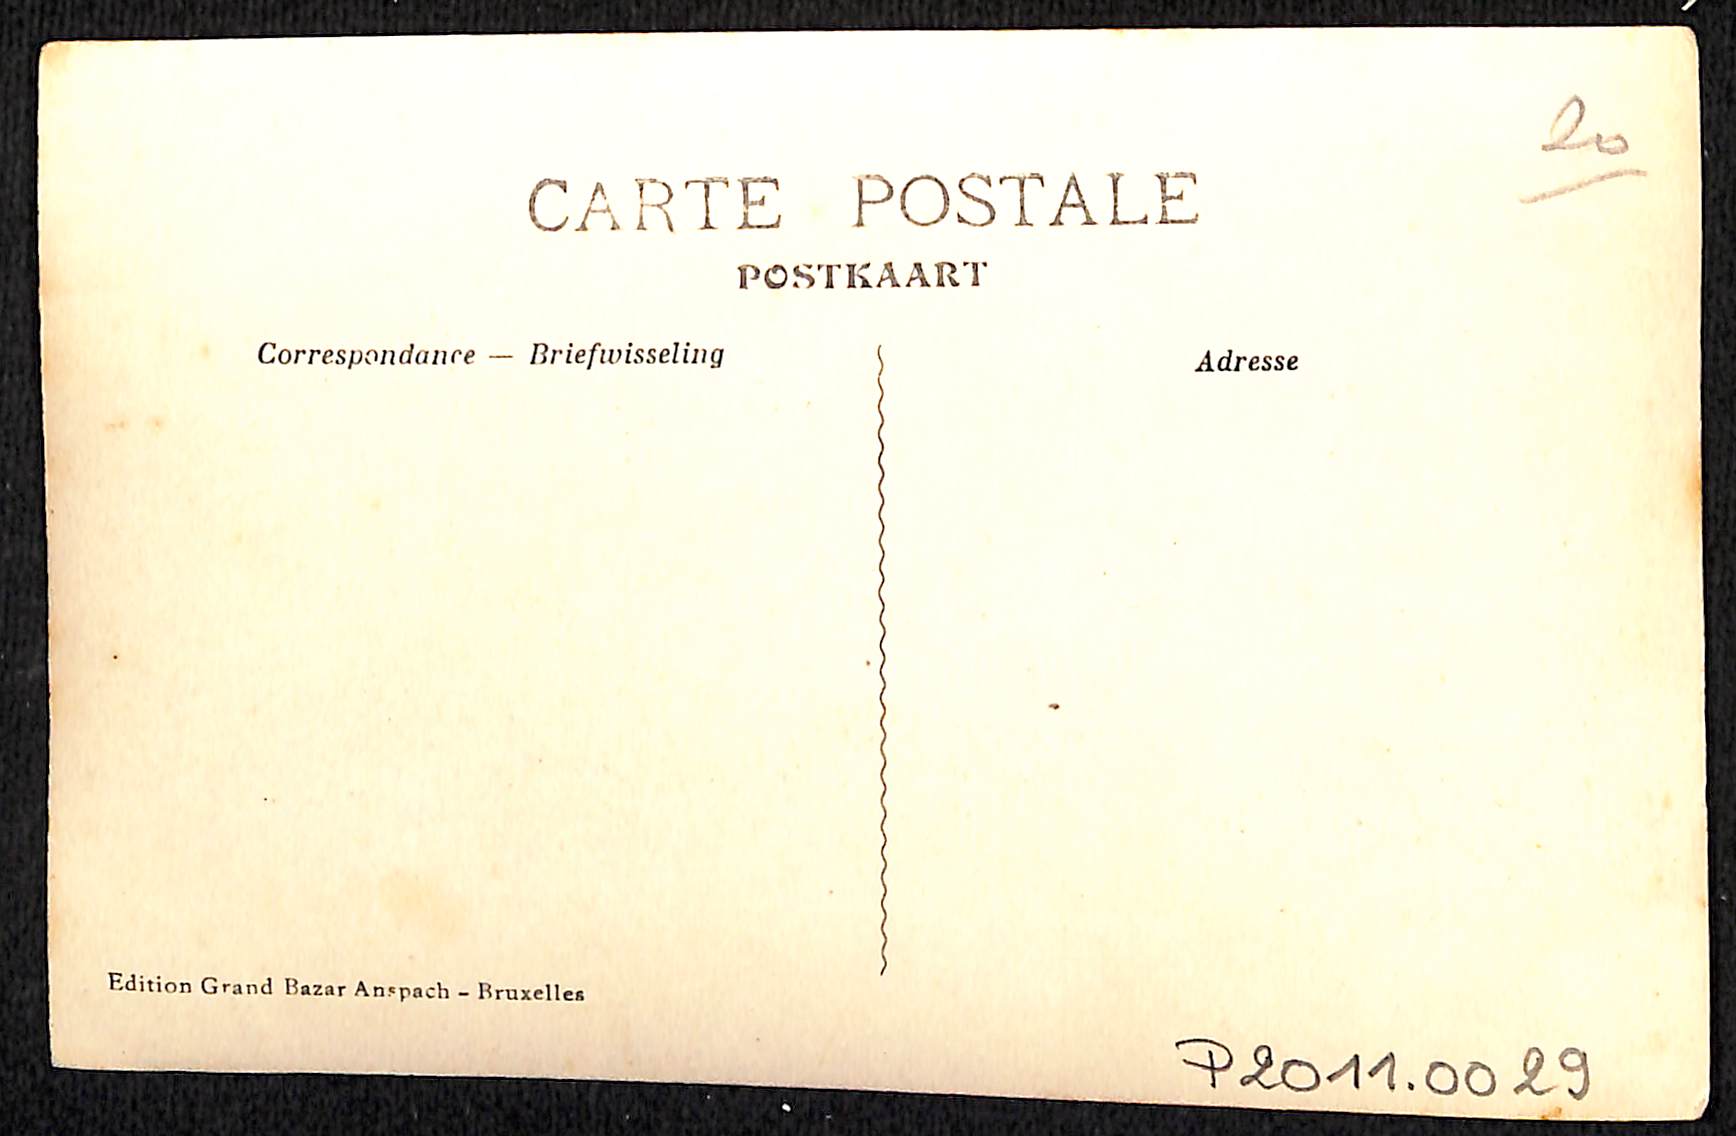 20
CARTE POSTALE
POSTKAART
Correspondance — Briefwisseling
Adresse
Edition Grand Bazar Anspach - Bruxelles
P2011.0029